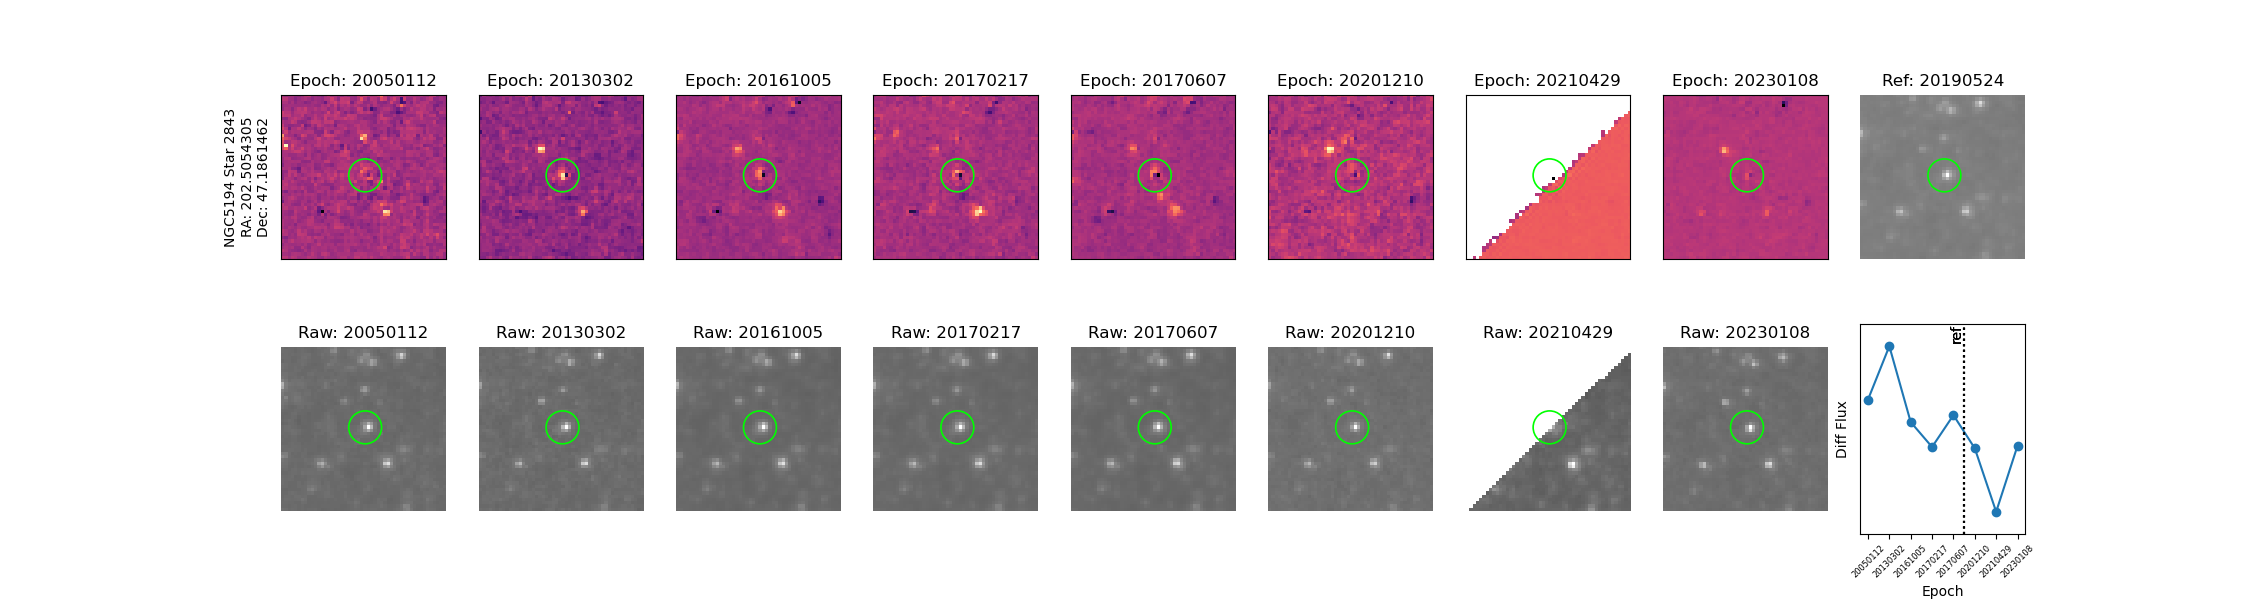 NGC5194 Star 2843
RA: 202.5054305
Dec: 47.1861462
Epoch: 20050112
Epoch: 20130302
Epoch: 20161005
Epoch: 20170217
Epoch: 20170607
Epoch: 20201210
Epoch: 20210429
Epoch: 20230108
Ref: 20190524
Raw: 20050112
Raw: 20130302
Raw: 20161005
Raw: 20170217
Raw: 20170607
Raw: 20201210
Raw: 20210429
Raw: 20230108
ref
Diff Flux
20050112
20130302
20161005
20170217
20170607
20201210
20210429
20230108
Epoch